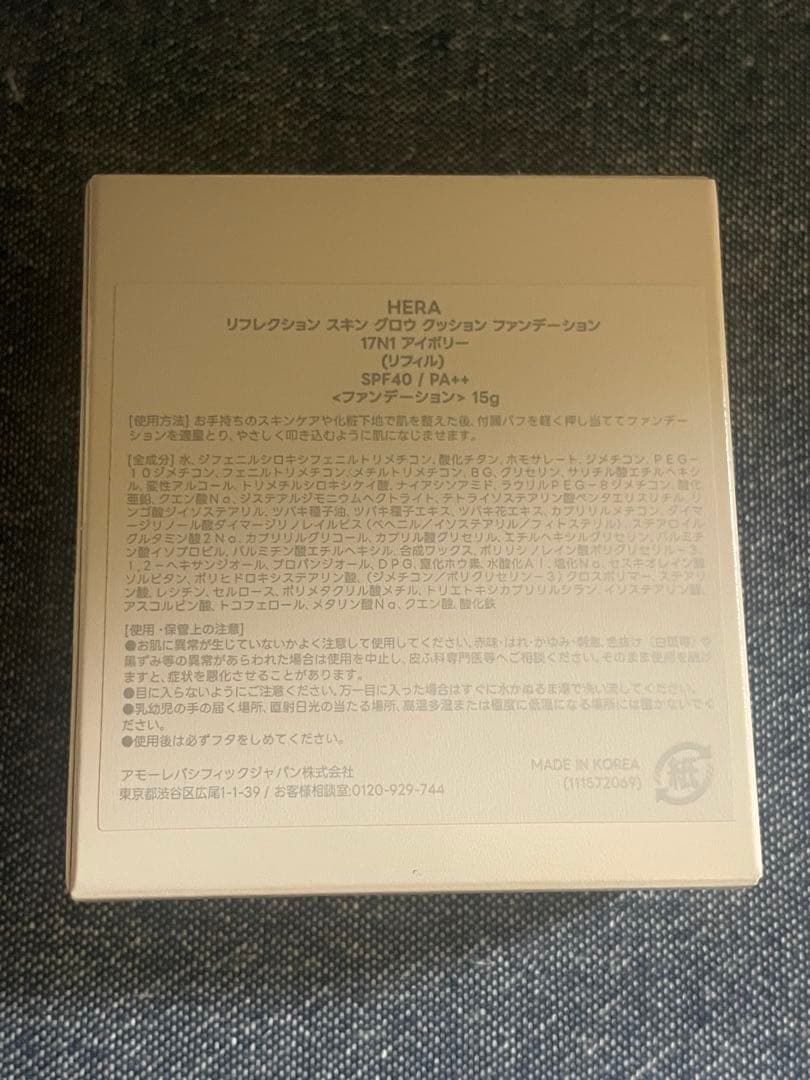 HERA
リフレクション スキン グロウ クッション ファンデーション
17N1 アイボリー
(リフィル)
SPF40 / PA++
<ファンデーション> 15g
[使用方法] お手持ちのスキンケアや化粧下地で肌を整えた後、付属パフを軽く押し当ててファンデー
ションを適量とり、やさしく叩き込むように肌になじませます。
[全成分] 水、ジフェニルシロキシフェニルトリメチコン、酸化チタン、ホモサレート、ジメチコン、PEG-
10ジメチコン、フェニルトリメチコン、メチルトリメチコン、BG、グリセリン、サリチル酸エチルヘキシ
ル、変性アルコール、トリメチルシロキシケイ酸、ナイアシンアミド、ラウリルPEG-8ジメチコン、酸化
亜鉛、クエン酸Na、ジステアルジモニウムヘクトライト、テトライソステアリン酸ペンタエリスリチル、リ
ンゴ酸ジイソステアリル、ツバキ種子油、ツバキ種子エキス、ツバキ花エキス、カプリリルメチコン、ダイマ
ージリノール酸ダイマージリノレイルビス(ベヘニル/イソステアリル/フィトステリル)、ステアロイル
グルタミン酸2Na、カプリリルグリコール、カプリル酸グリセリル、エチルヘキシルグリセリン、パルミ
チン酸イソプロピル、パルミチン酸エチルヘキシル、合成ワックス、ポリリシノレイン酸ポリグリセリル-3、
1,2-ヘキサンジオール、プロパンジオール、DPG、窒化ホウ素、水酸化Al、塩化Na、セスキオレイン酸
ソルビタン、ポリヒドロキシステアリン酸、(ジメチコン/ポリグリセリン-3)クロスポリマー、ステアリ
ン酸、レシチン、セルロース、ポリメタクリル酸メチル、トリエトキシカプリリルシラン、イソステアリン酸、
アスコルビン酸、トコフェロール、メタリン酸Na、クエン酸、酸化鉄
[使用・保管上の注意]
●お肌に異常が生じていないかよく注意して使用してください。赤味・はれ・かゆみ・刺激、色抜け(白斑等)や
黒ずみ等の異常があらわれた場合は使用を中止し、皮ふ科専門医等へご相談ください。そのまま使用を続け
ますと、症状を悪化させることがあります。
●目に入らないようにご注意ください。万一目に入った場合はすぐに水かぬるま湯で洗い流してください。
●乳幼児の手の届く場所、直射日光の当たる場所、高温多湿または極度に低温になる場所には置かないでく
ださい。
●使用後は必ずフタをしめてください。
アモーレパシフィックジャパン株式会社
東京都渋谷区広尾1-1-39 / お客様相談室:0120-929-744
MADE IN KOREA
(111572069)
紙